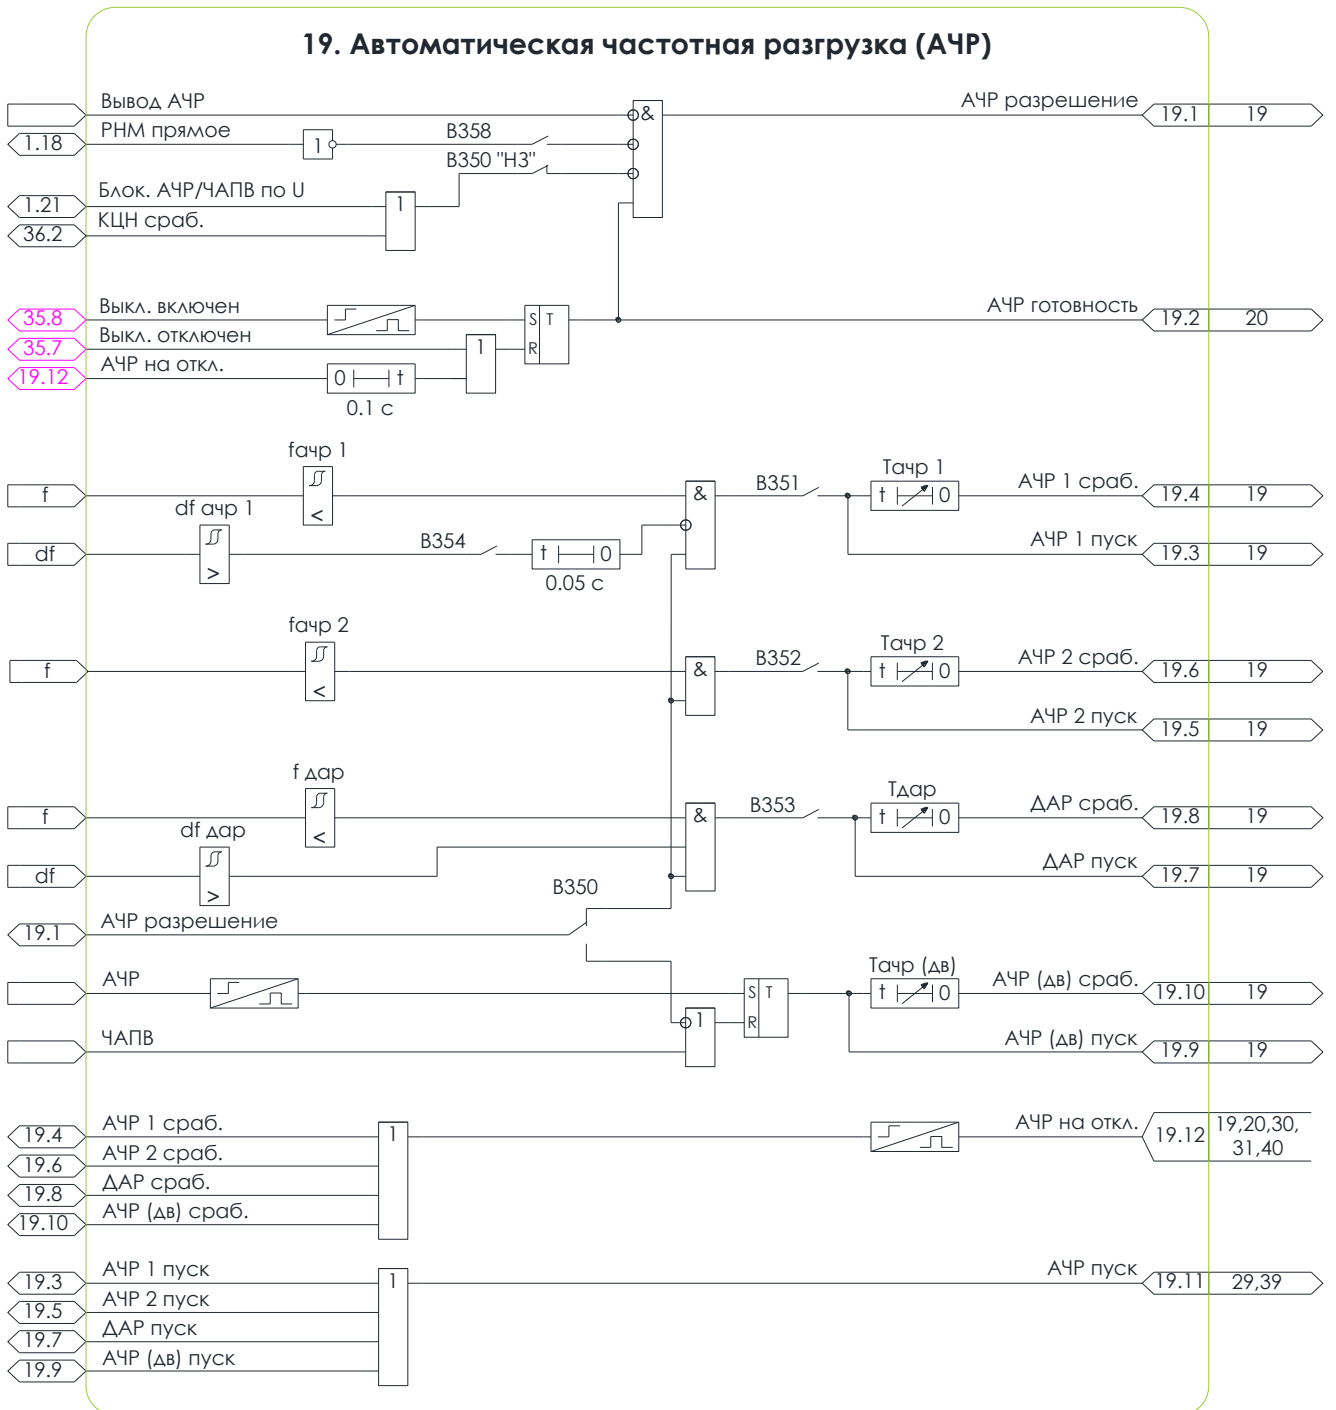 19. Автоматическая частотная разгрузка (АЧР)
Вывод АЧР
&
АЧР разрешение
19.1
19
1.18
РНМ прямое
1
В358
В350 "НЗ"
1.21
Блок. АЧР/ЧАПВ по U
1
36.2
КЦН сраб.
35.8
Выкл. включен
S T
АЧР готовность
19.2
20
35.7
Выкл. отключен
1
R
19.12
АЧР на откл.
0 t
0.1 с
fачр 1
f
<
&
В351
Тачр 1
t 0
АЧР 1 сраб.
19.4
19
df ачр 1
df
>
В354
t 0
0.05 с
АЧР 1 пуск
19.3
19
fачр 2
f
<
&
В352
Тачр 2
t 0
АЧР 2 сраб.
19.6
19
АЧР 2 пуск
19.5
19
f дар
f
<
&
В353
Тдар
t 0
ДАР сраб.
19.8
19
df дар
df
>
ДАР пуск
19.7
19
В350
19.1
АЧР разрешение
АЧР
S T
R
Тачр (дв)
t 0
АЧР (дв) сраб.
19.10
19
ЧАПВ
1
АЧР (дв) пуск
19.9
19
19.4
АЧР 1 сраб.
1
АЧР на откл.
19.12
19,20,30,
31,40
19.6
АЧР 2 сраб.
19.8
ДАР сраб.
19.10
АЧР (дв) сраб.
19.3
АЧР 1 пуск
1
АЧР пуск
19.11
29,39
19.5
АЧР 2 пуск
19.7
ДАР пуск
19.9
АЧР (дв) пуск